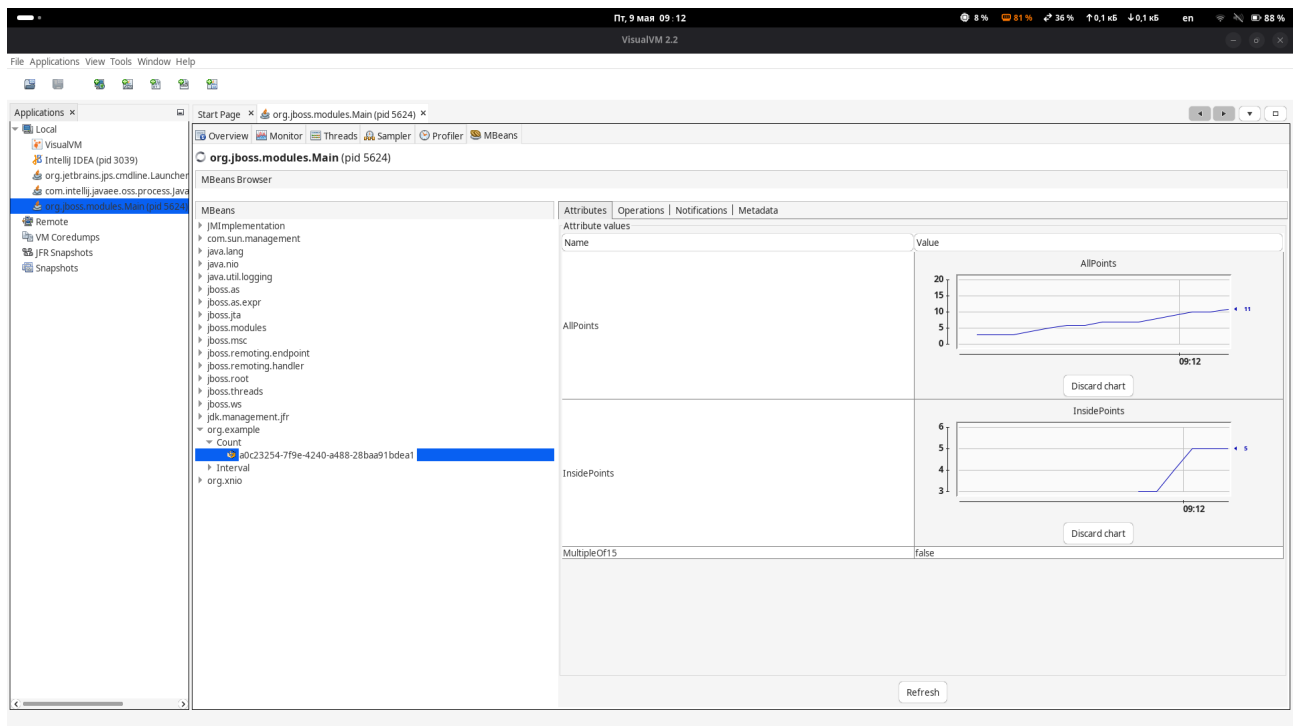 Пт, 9 мая 09:12
8 % 81 % 36 % ↑0,1 кБ ↓0,1 кБ en 88 %
VisualVM 2.2
File Applications View Tools Window Help
Applications ×
Start Page × org.jboss.modules.Main (pid 5624) ×
Local
VisualVM
IntelliJ IDEA (pid 3039)
org.jetbrains.jps.cmdline.Launcher
com.intellij.javaee.oss.process.Java
org.jboss.modules.Main (pid 5624)
Remote
VM Coredumps
JFR Snapshots
Snapshots
Overview Monitor Threads Sampler Profiler MBeans
org.jboss.modules.Main (pid 5624)
MBeans Browser
MBeans
JMImplementation
com.sun.management
java.lang
java.nio
java.util.logging
jboss.as
jboss.as.expr
jboss.jta
jboss.modules
jboss.msc
jboss.remoting.endpoint
jboss.remoting.handler
jboss.root
jboss.threads
jboss.ws
jdk.management.jfr
org.example
Count
a0c23254-7f9e-4240-a488-28baa91bdea1
Interval
org.xnio
Attributes Operations Notifications Metadata
Attribute values
Name Value
AllPoints
AllPoints
20
15
10
5
0
11
09:12
Discard chart
InsidePoints
InsidePoints
6
5
4
3
5
09:12
Discard chart
MultipleOf15 false
Refresh